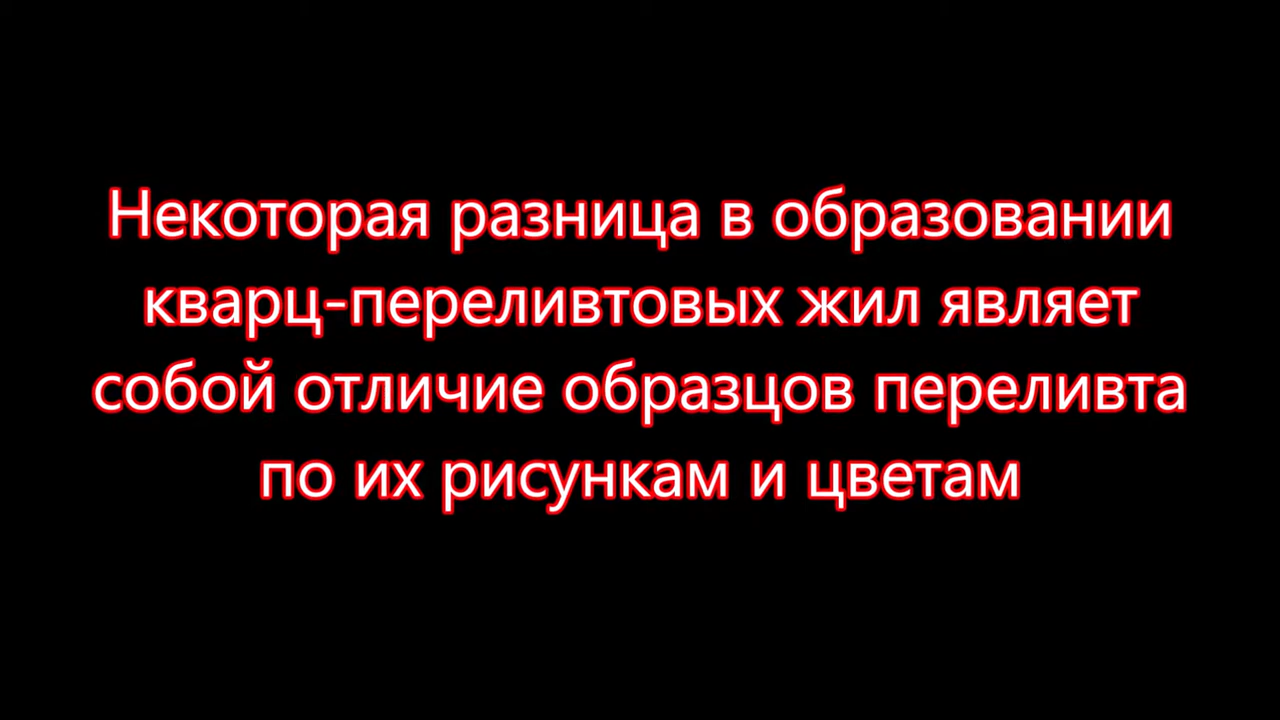 Некоторая разница в образовании
кварц-переливтовых жил являет
собой отличие образцов переливта
по их рисункам и цветам